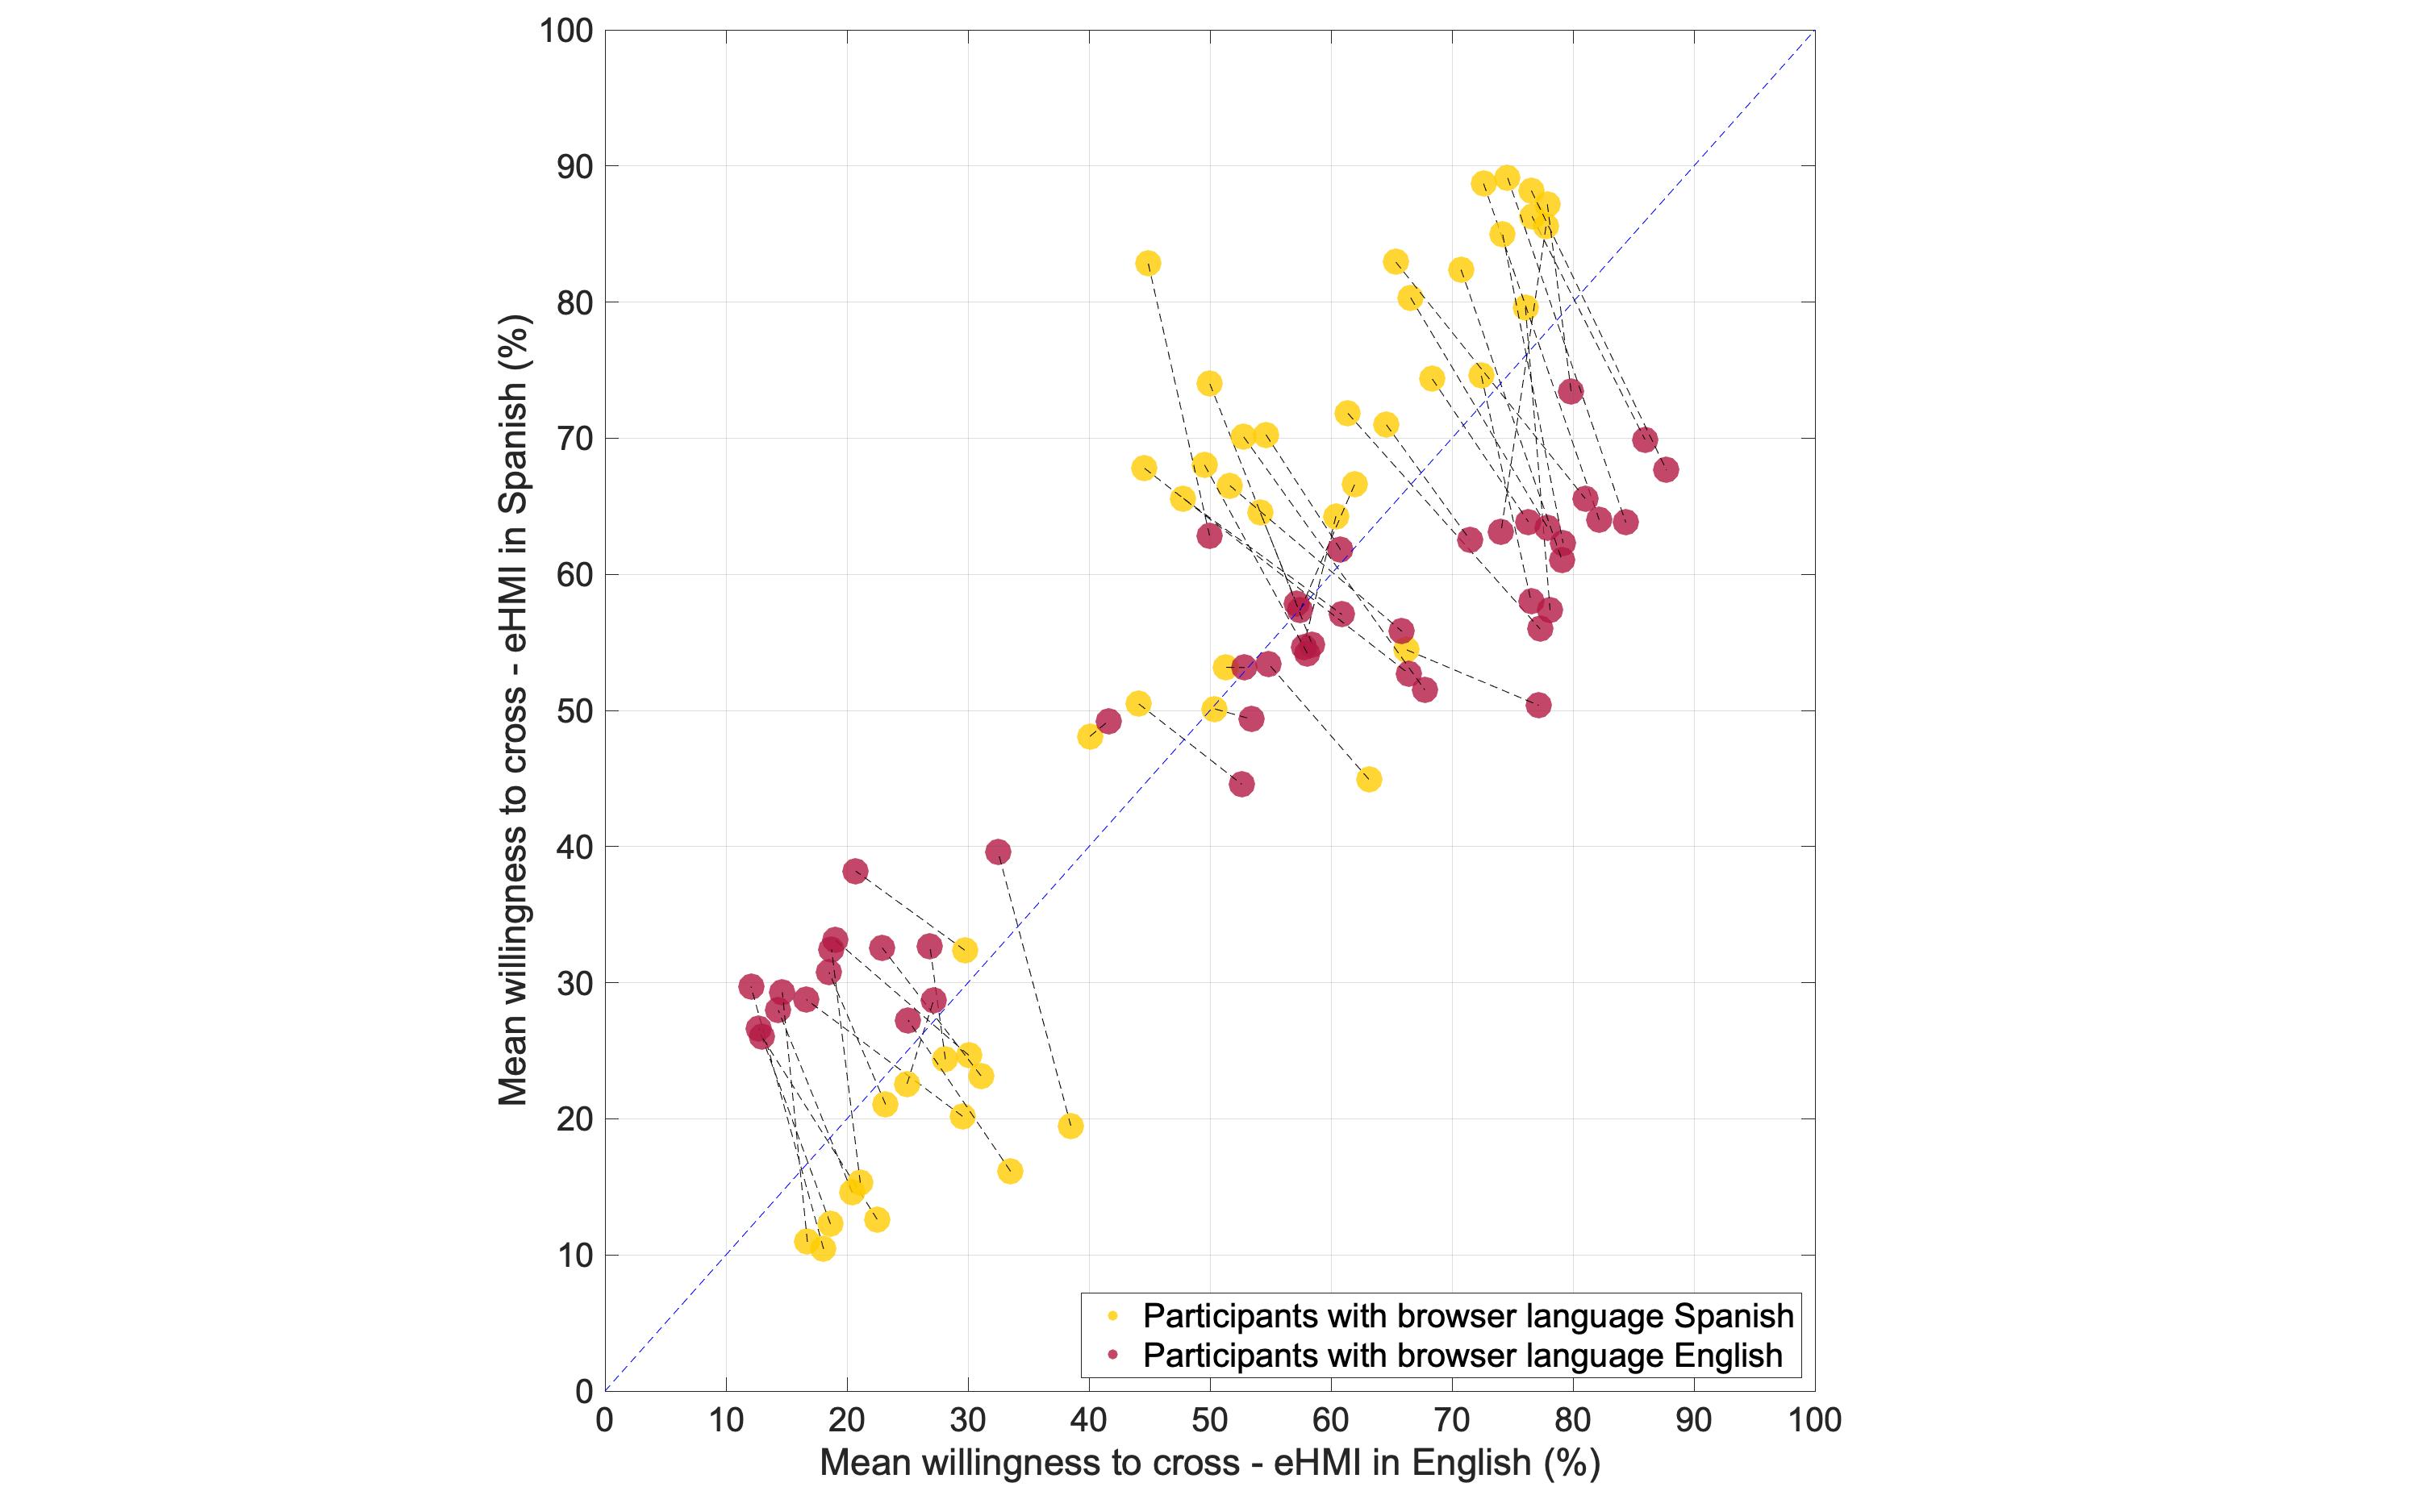 100
90
80
70
60
50
40
30
20
10
0
Mean willingness to cross - eHMI in Spanish (%)
Participants with browser language Spanish
Participants with browser language English
0 10 20 30 40 50 60 70 80 90 100
Mean willingness to cross - eHMI in English (%)